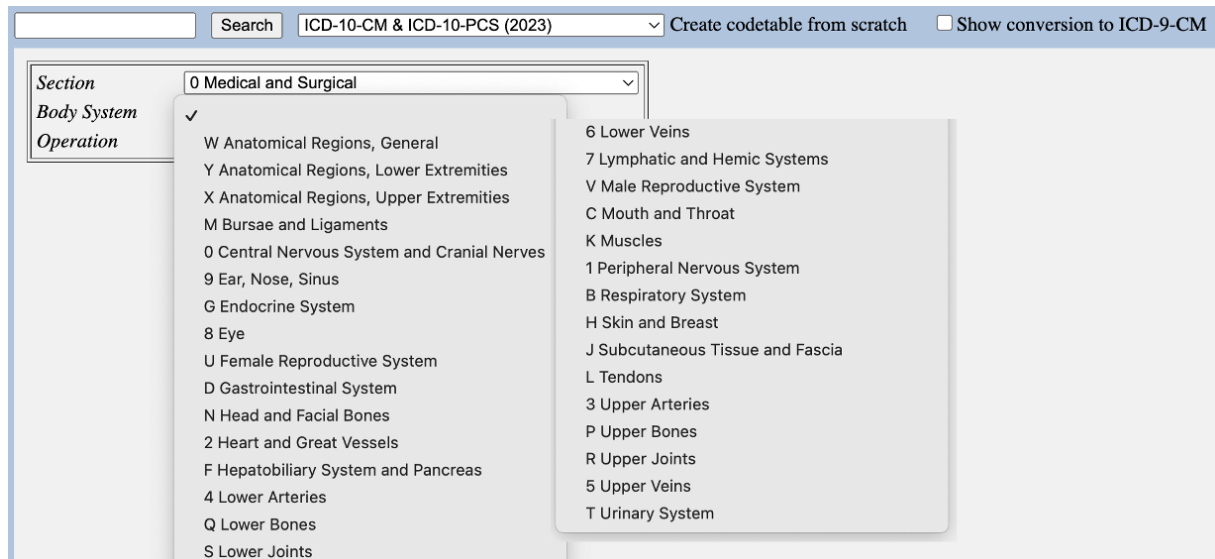 Search ICD-10-CM & ICD-10-PCS (2023) Create codetable from scratch Show conversion to ICD-9-CM
Section 0 Medical and Surgical
Body System
Operation
W Anatomical Regions, General
Y Anatomical Regions, Lower Extremities
X Anatomical Regions, Upper Extremities
M Bursae and Ligaments
0 Central Nervous System and Cranial Nerves
9 Ear, Nose, Sinus
G Endocrine System
8 Eye
U Female Reproductive System
D Gastrointestinal System
N Head and Facial Bones
2 Heart and Great Vessels
F Hepatobiliary System and Pancreas
4 Lower Arteries
Q Lower Bones
S Lower Joints
6 Lower Veins
7 Lymphatic and Hemic Systems
V Male Reproductive System
C Mouth and Throat
K Muscles
1 Peripheral Nervous System
B Respiratory System
H Skin and Breast
J Subcutaneous Tissue and Fascia
L Tendons
3 Upper Arteries
P Upper Bones
R Upper Joints
5 Upper Veins
T Urinary System